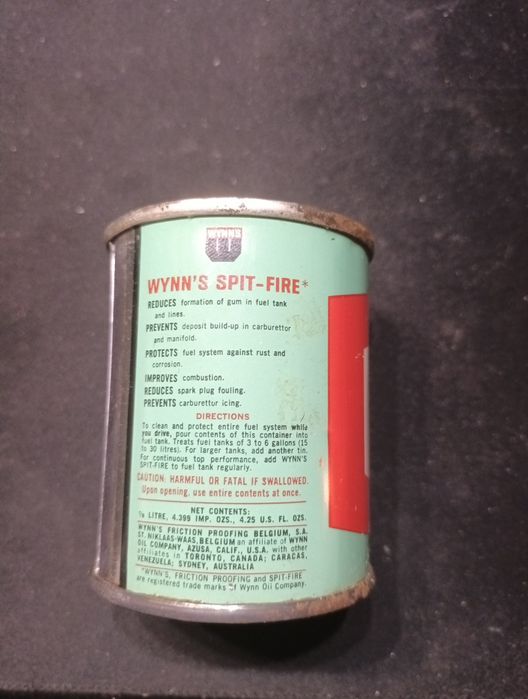 WYNN'S
WYNN'S SPIT-FIRE*
REDUCES formation of gum in fuel tank
and lines.
PREVENTS deposit build-up in carburettor
and manifold.
PROTECTS fuel system against rust and
corrosion.
IMPROVES combustion.
REDUCES spark plug fouling.
PREVENTS carburettor icing.
DIRECTIONS
To clean and protect entire fuel system while
you drive, pour contents of this container into
fuel tank. Treats fuel tanks of 3 to 6 gallons (15
to 30 litres). For larger tanks, add another tin.
For continuous top performance, add WYNN'S
SPIT-FIRE to fuel tank regularly.
CAUTION: HARMFUL OR FATAL IF SWALLOWED.
Upon opening, use entire contents at once.
NET CONTENTS:
⅛ LITRE, 4.399 IMP. OZS., 4.25 U.S. FL. OZS.
WYNN'S FRICTION PROOFING BELGIUM, S.A.
ST. NIKLAAS-WAAS, BELGIUM an affiliate of WYNN
OIL COMPANY, AZUSA, CALIF., U.S.A. with other
affiliates in TORONTO, CANADA; CARACAS,
VENEZUELA; SYDNEY, AUSTRALIA
*WYNN'S, FRICTION PROOFING and SPIT-FIRE
are registered trade marks of Wynn Oil Company.